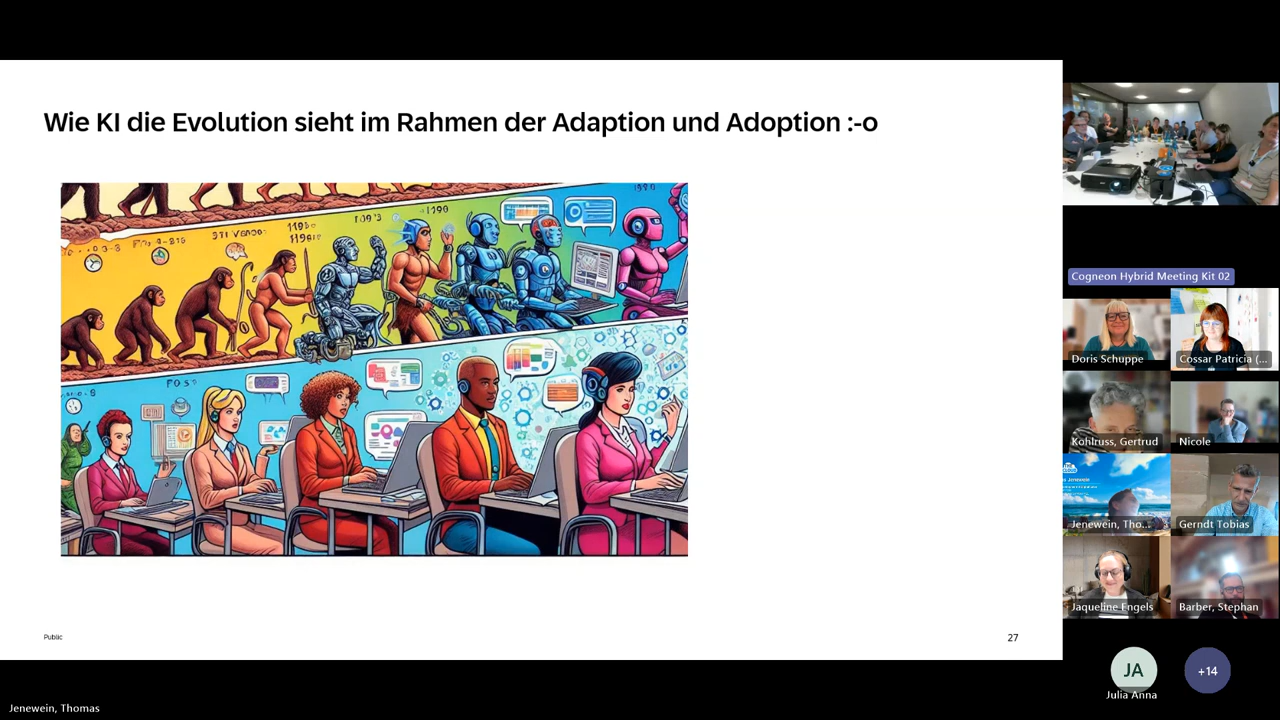 Wie KI die Evolution sieht im Rahmen der Adaption und Adoption :-o
Public
27
Jenewein, Thomas
Cogneon Hybrid Meeting Kit 02
Doris Schuppe
Cossar Patricia (...
Kohlruss, Gertrud
Nicole
Jenewein, Tho...
Gerndt Tobias
Jaqueline Engels
Barber, Stephan
JA
Julia Anna
+14